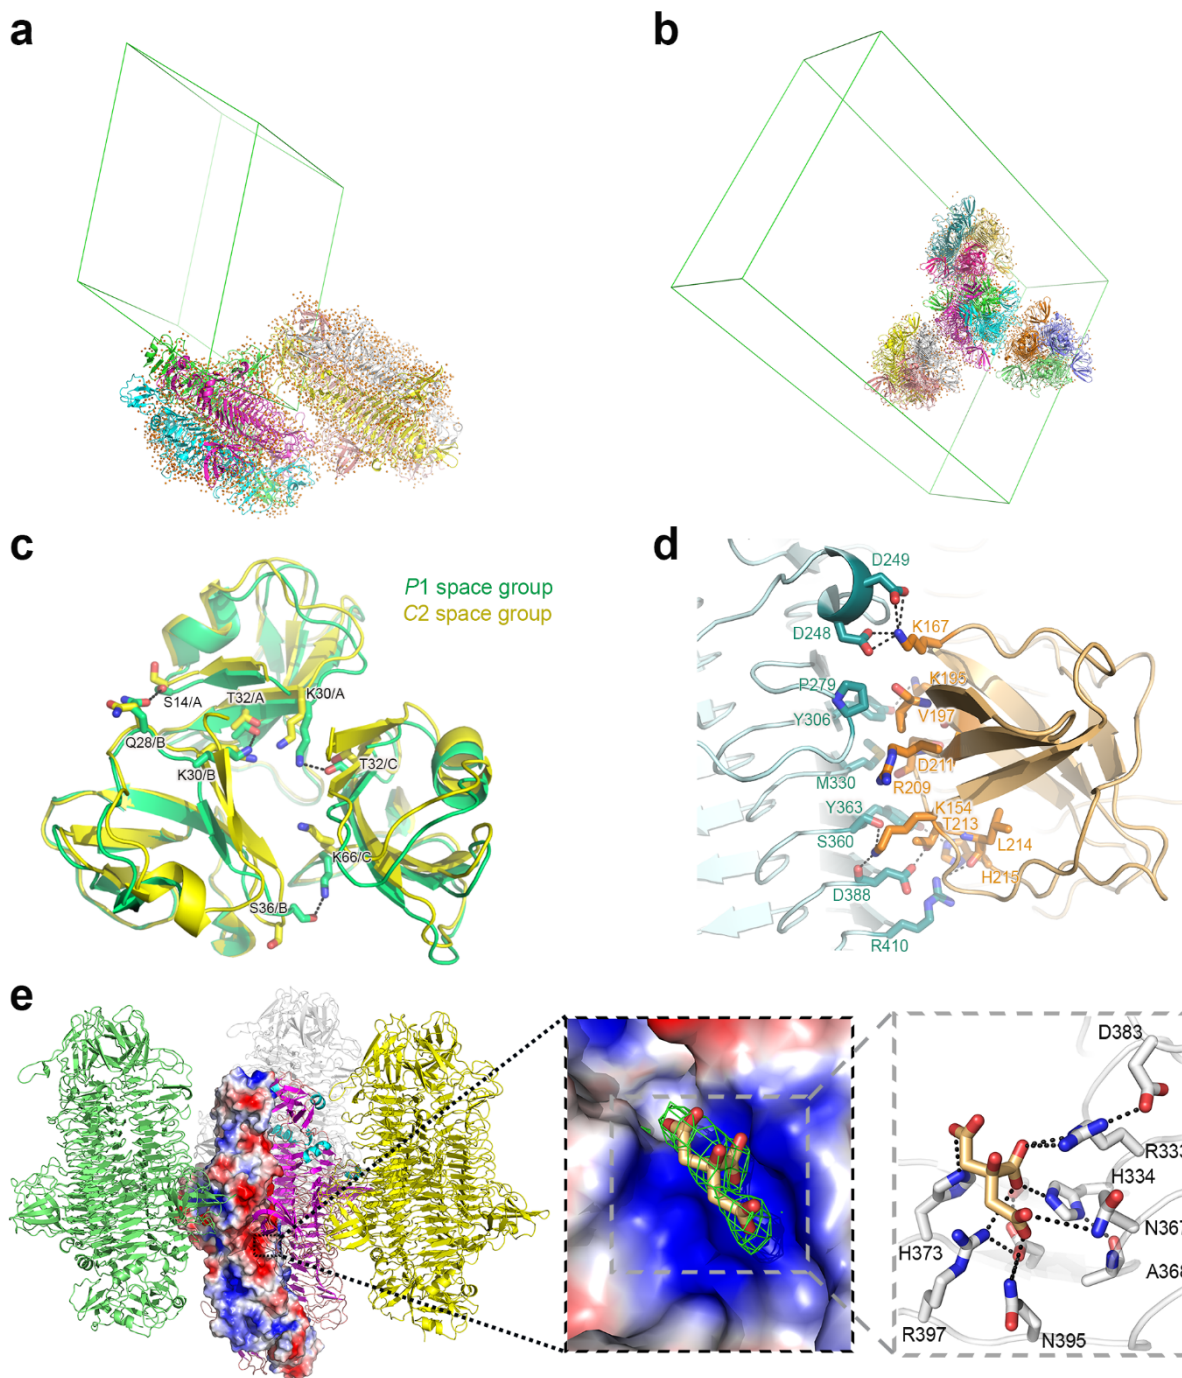 a
b
c
P1 space group
C2 space group
S14/A
T32/A
K30/A
Q28/B
K30/B
T32/C
K66/C
S36/B
d
D249
D248
K167
P279
K195
Y306
V197
D211
M330
R209
Y363
K154
S360
T213
L214
D388
H215
R410
e
D383
R333
H334
N367
H373
A368
R397
N395